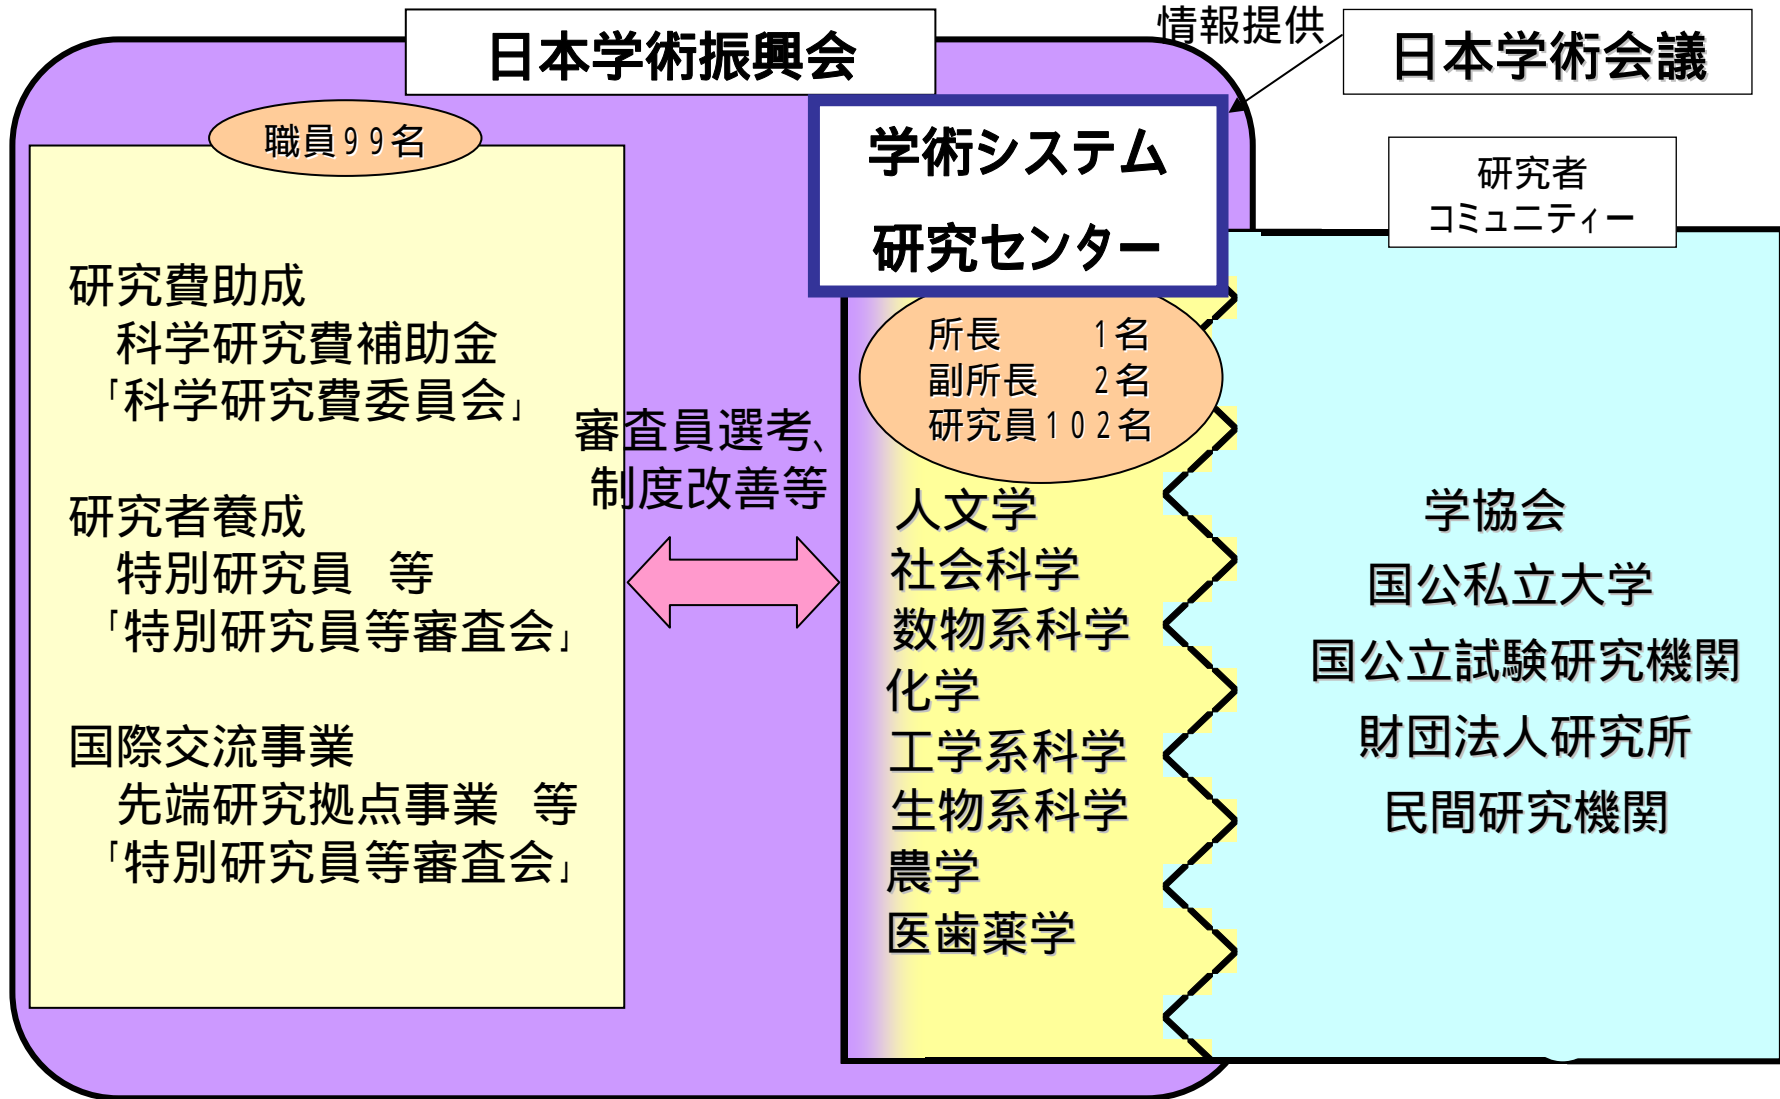 日本学術振興会
情報提供
日本学術会議
職員99名
研究費助成
科学研究費補助金
「科学研究費委員会」
研究者養成
特別研究員 等
「特別研究員等審査会」
国際交流事業
先端研究拠点事業 等
「特別研究員等審査会」
審査員選考、
制度改善等
学術システム
研究センター
所長 1名
副所長 2名
研究員102名
人文学
社会科学
数物系科学
化学
工学系科学
生物系科学
農学
医歯薬学
研究者
コミュニティー
学協会
国公私立大学
国公立試験研究機関
財団法人研究所
民間研究機関